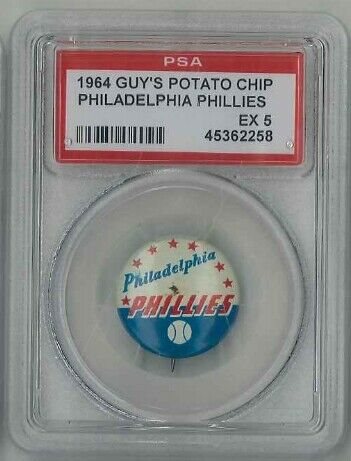 PSA
1964 GUY'S POTATO CHIP
PHILADELPHIA PHILLIES
EX 5
45362258
Philadelphia
PHILLIES